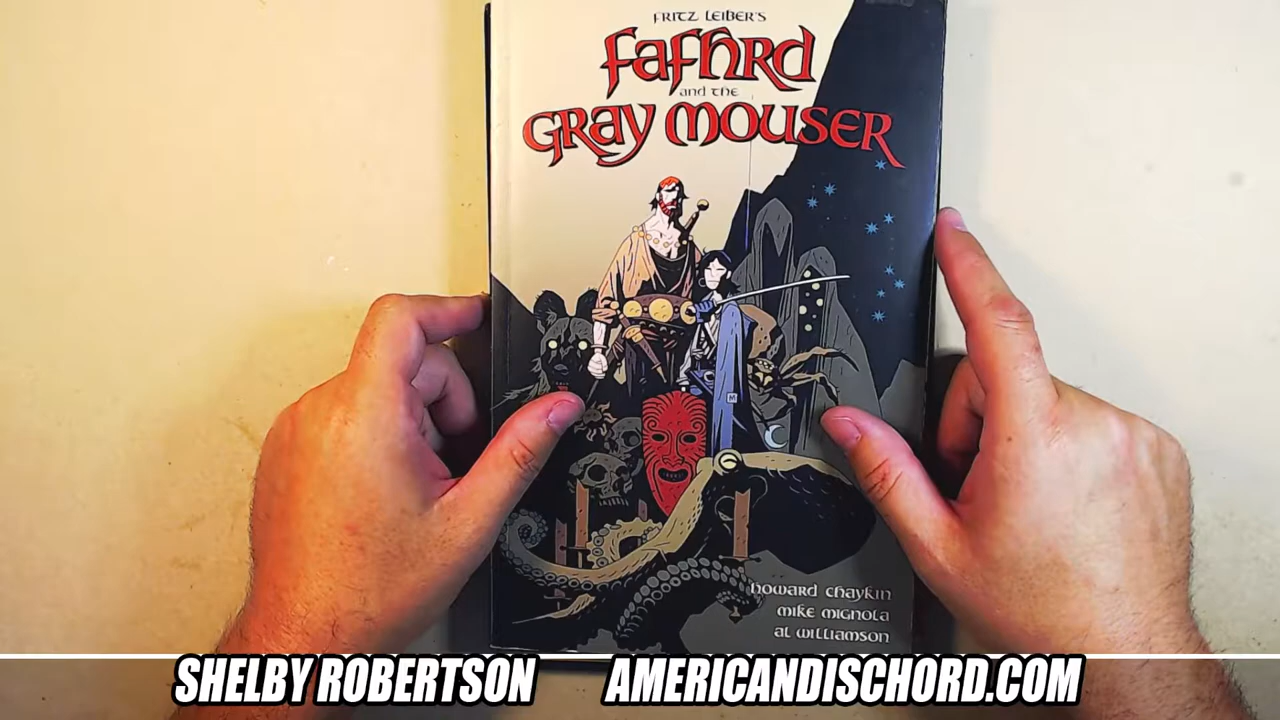 FRITZ LEIBER'S
fafhrd
and the
GRAY MOUSER
M
howard chaykin
mike mignola
al williamson
SHELBY ROBERTSON AMERICANDISCHORD.COM